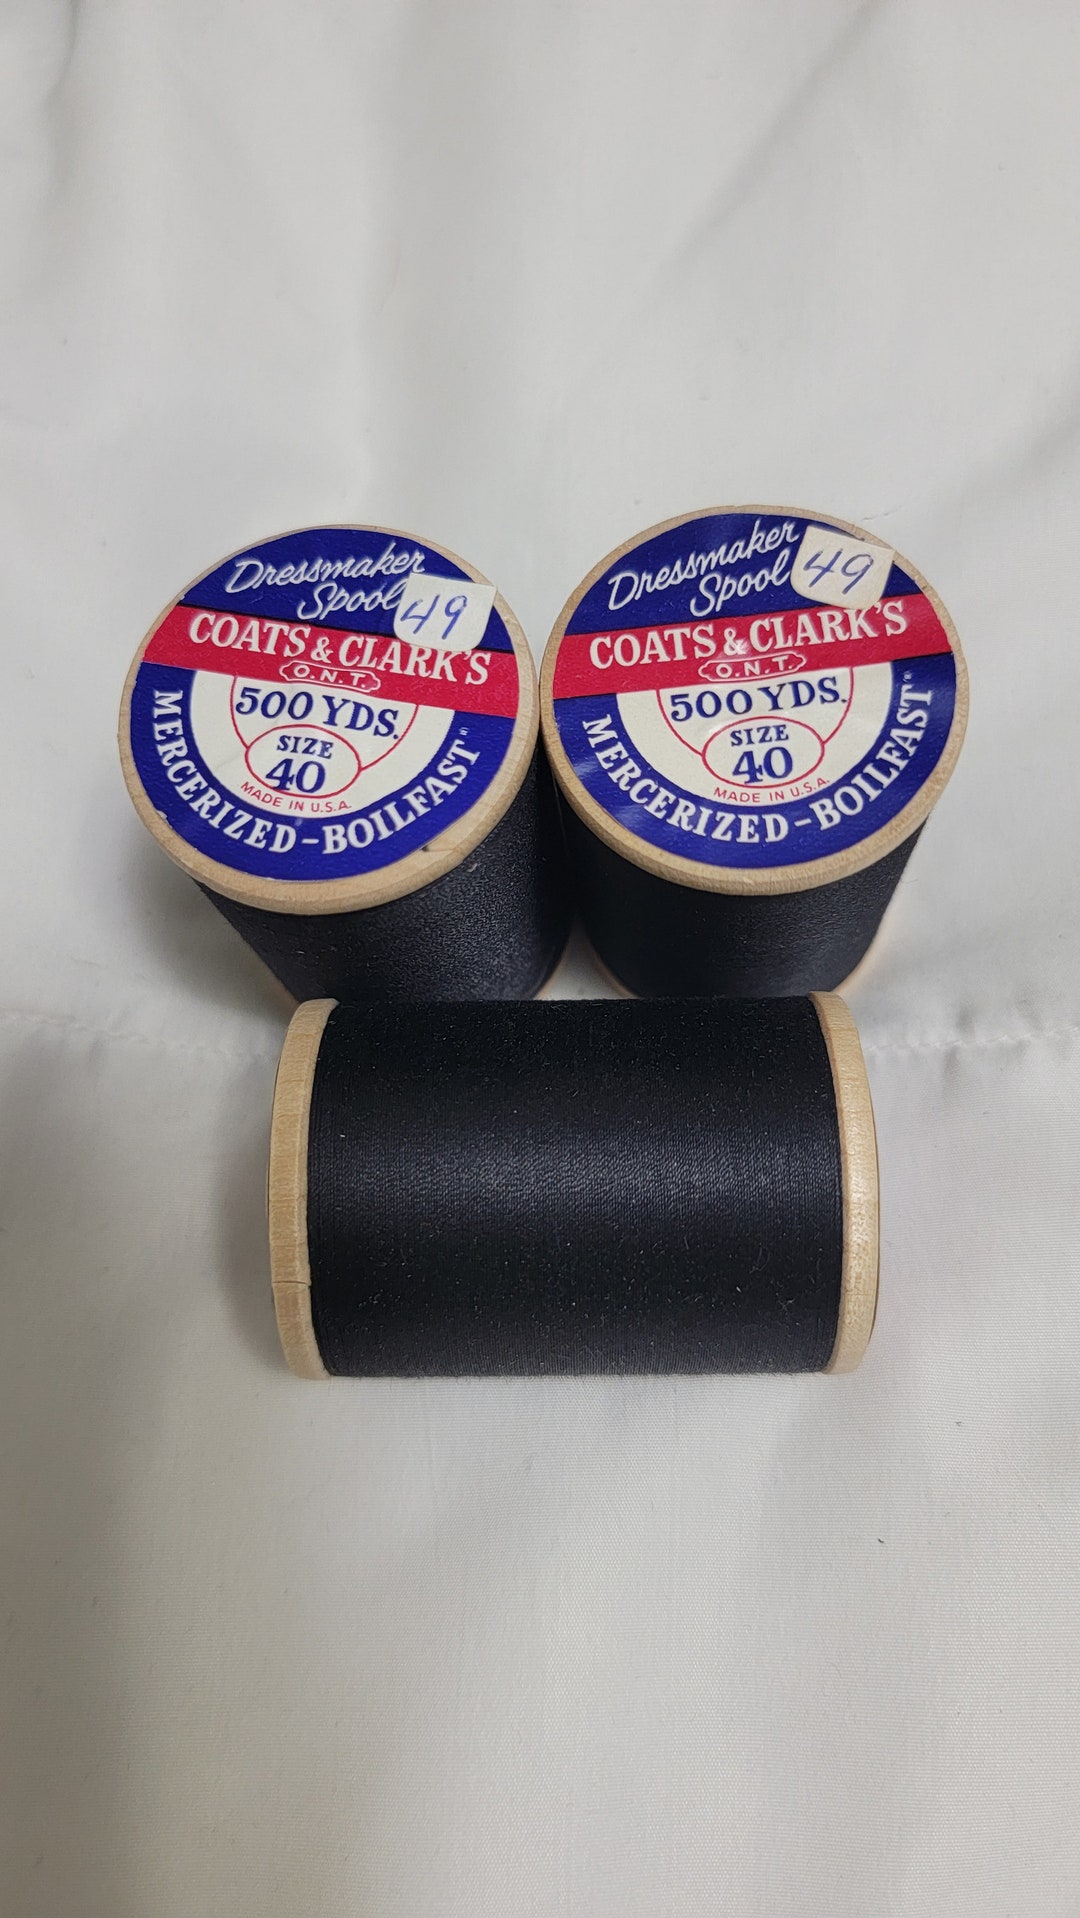 Dressmaker
Spool
49
COATS & CLARK'S
O.N.T.
500 YDS.
SIZE
40
MADE IN U.S.A.
MERCERIZED-BOILFAST
Dressmaker
Spool
49
COATS & CLARK'S
O.N.T.
500 YDS.
SIZE
40
MADE IN U.S.A.
MERCERIZED-BOILFAST